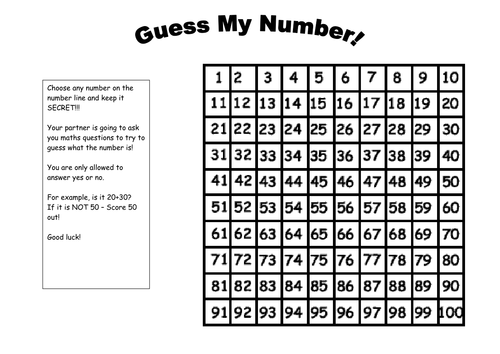 Guess My Number!
Choose any number on the
number line and keep it
SECRET!!!
Your partner is going to ask
you maths questions to try to
guess what the number is!
You are only allowed to
answer yes or no.
For example, is it 20+30?
If it is NOT 50 – Score 50
out!
Good luck!
1 2 3 4 5 6 7 8 9 10
11 12 13 14 15 16 17 18 19 20
21 22 23 24 25 26 27 28 29 30
31 32 33 34 35 36 37 38 39 40
41 42 43 44 45 46 47 48 49 50
51 52 53 54 55 56 57 58 59 60
61 62 63 64 65 66 67 68 69 70
71 72 73 74 75 76 77 78 79 80
81 82 83 84 85 86 87 88 89 90
91 92 93 94 95 96 97 98 99 100